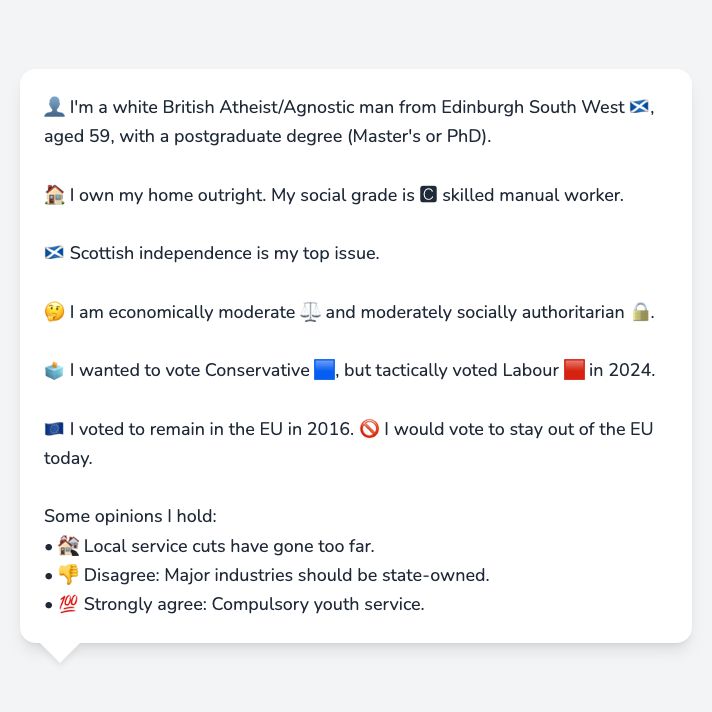 👤 I'm a white British Atheist/Agnostic man from Edinburgh South West 🏴󠁧󠁢󠁳󠁣󠁴󠁿,
aged 59, with a postgraduate degree (Master's or PhD).
🏠 I own my home outright. My social grade is 🅲 skilled manual worker.
🏴󠁧󠁢󠁳󠁣󠁴󠁿 Scottish independence is my top issue.
🤔 I am economically moderate ⚖️ and moderately socially authoritarian 🔒.
🗳️ I wanted to vote Conservative 🟦, but tactically voted Labour 🟥 in 2024.
🇪🇺 I voted to remain in the EU in 2016. 🚫 I would vote to stay out of the EU
today.
Some opinions I hold:
• 🏚️ Local service cuts have gone too far.
• 👎 Disagree: Major industries should be state-owned.
• 💯 Strongly agree: Compulsory youth service.